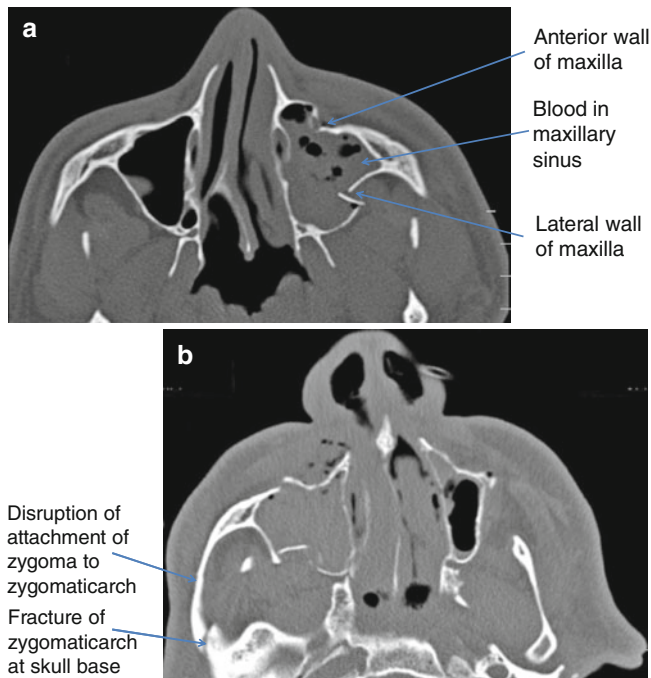 a
Anterior wall
of maxilla
Blood in
maxillary
sinus
Lateral wall
of maxilla
b
Disruption of
attachment of
zygoma to
zygomaticarch
Fracture of
zygomaticarch
at skull base